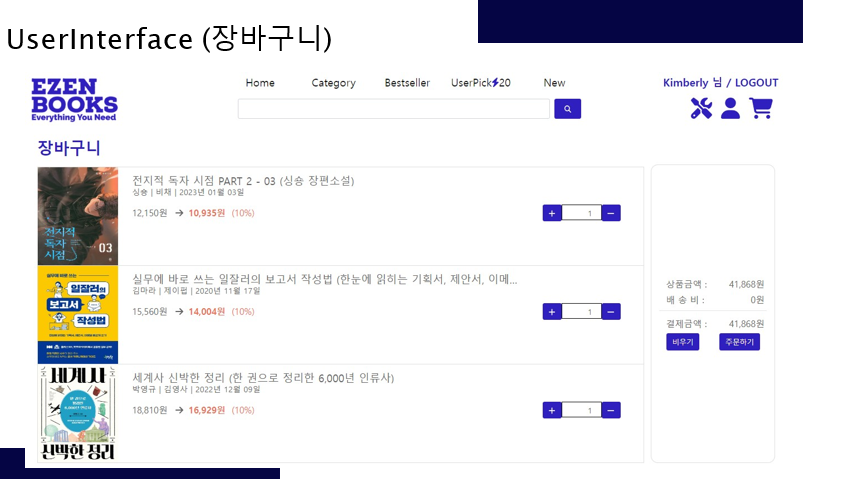 UserInterface (장바구니)
EZEN
BOOKS
Everything You Need
Home Category Bestseller UserPick⚡20 New
Kimberly 님 / LOGOUT
장바구니
전지적
독자
시점
03
전지적 독자 시점 PART 2 - 03 (싱숑 장편소설)
싱숑 | 비채 | 2023년 01월 03일
12,150원 → 10,935원 (10%)
+ 1 −
실무에 바로 쓰는
일잘러의
보고서
작성법
실무에 바로 쓰는 일잘러의 보고서 작성법 (한눈에 읽히는 기획서, 제안서, 이메...
김마라 | 제이펍 | 2020년 11월 17일
15,560원 → 14,004원 (10%)
+ 1 −
세계사
신박한 정리
세계사 신박한 정리 (한 권으로 정리한 6,000년 인류사)
박영규 | 김영사 | 2022년 12월 09일
18,810원 → 16,929원 (10%)
+ 1 −
상품금액 : 41,868원
배 송 비 : 0원
결제금액 : 41,868원
비우기 주문하기